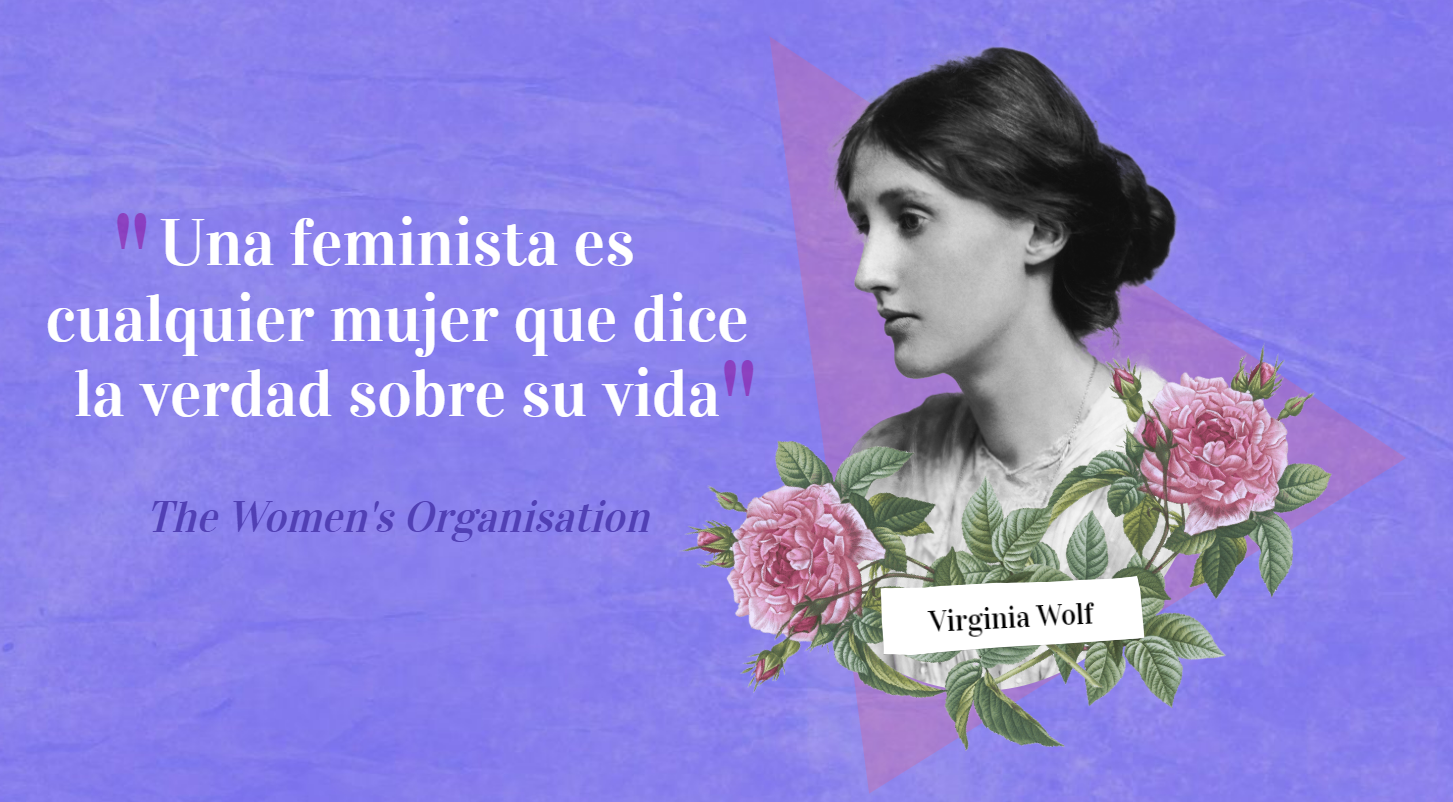 "Una feminista es
cualquier mujer que dice
la verdad sobre su vida"
The Women's Organisation
Virginia Wolf